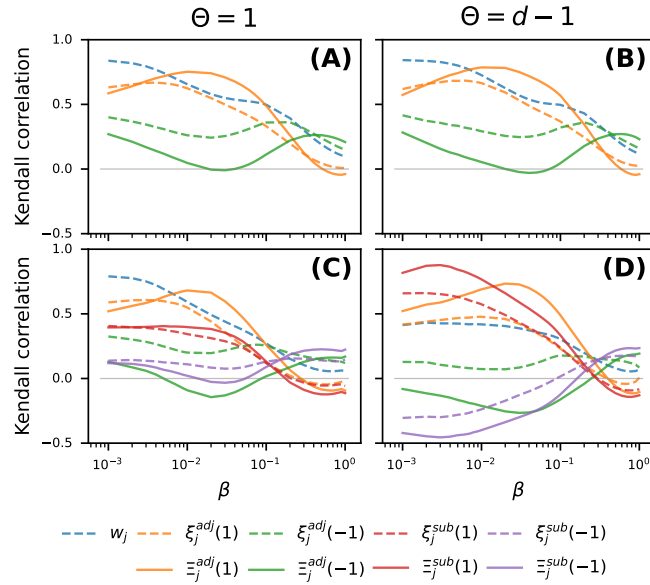 Θ = 1
Θ = d − 1
Kendall correlation
1.0
0.5
0.0
−0.5
(A)
(B)
Kendall correlation
1.0
0.5
0.0
−0.5
(C)
(D)
10⁻³ 10⁻² 10⁻¹ 10⁰
10⁻³ 10⁻² 10⁻¹ 10⁰
β
β
w_j ξ_j^{adj}(1) ξ_j^{adj}(−1) ξ_j^{sub}(1) ξ_j^{sub}(−1)
Ξ_j^{adj}(1) Ξ_j^{adj}(−1) Ξ_j^{sub}(1) Ξ_j^{sub}(−1)